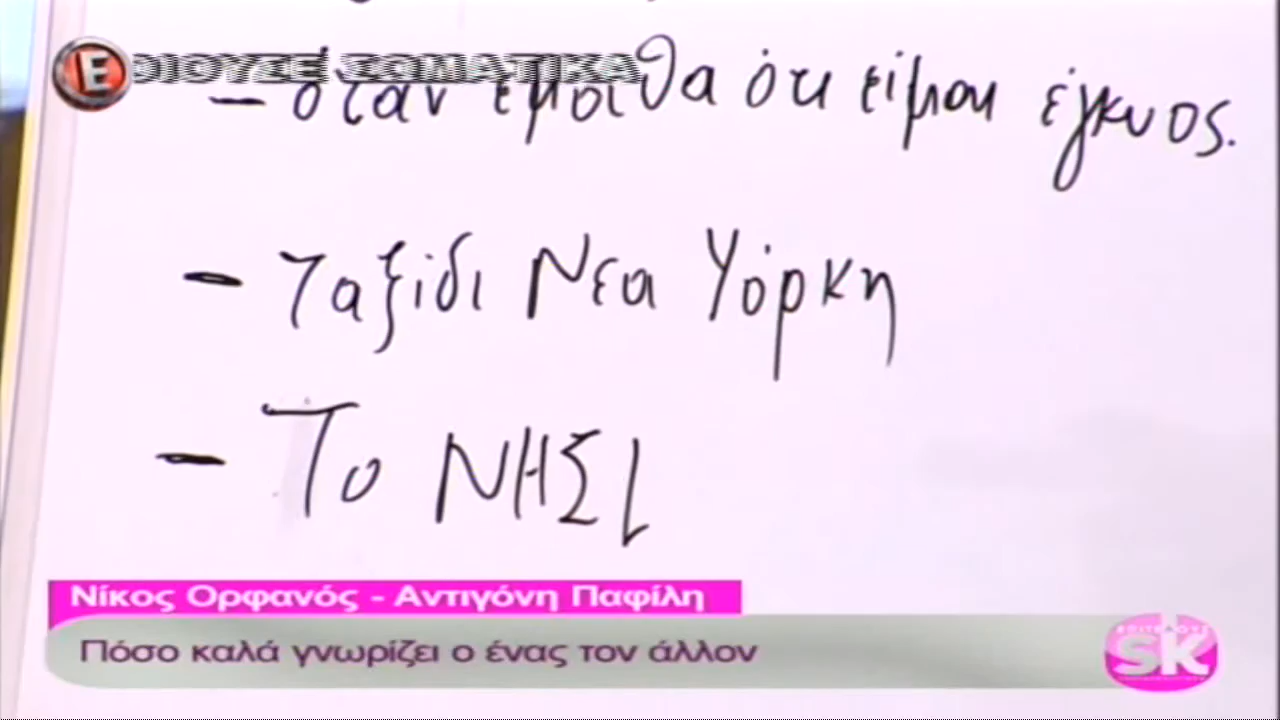 E
- όταν έμαθα ότι είμαι έγκυος.
- Ταξίδι Νέα Υόρκη
- Το ΝΗΣΙ
Νίκος Ορφανός - Αντιγόνη Παφίλη
Πόσο καλά γνωρίζει ο ένας τον άλλον
SK